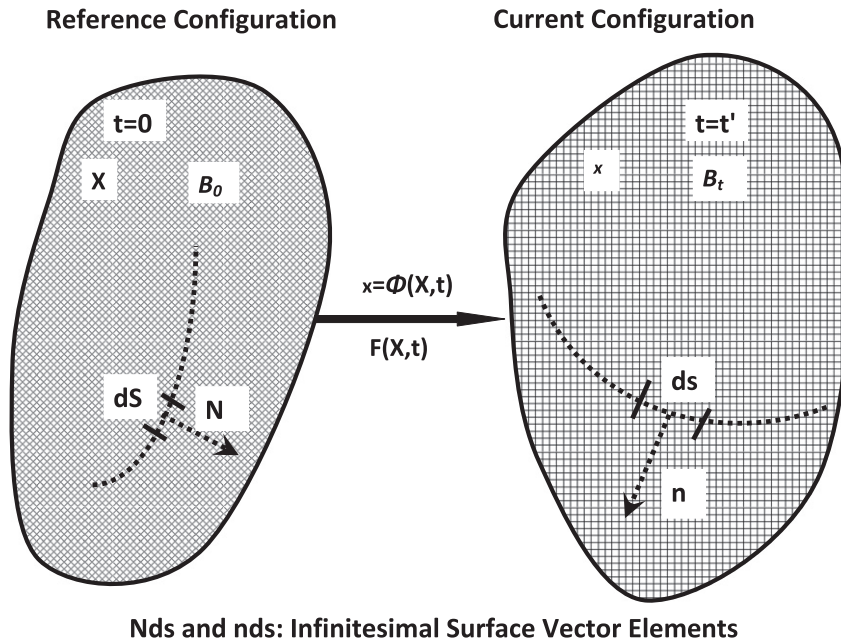 Reference Configuration
Current Configuration
t=0
X
B0
t=t'
x
Bt
x=Φ(X,t)
F(X,t)
dS
N
ds
n
Nds and nds: Infinitesimal Surface Vector Elements